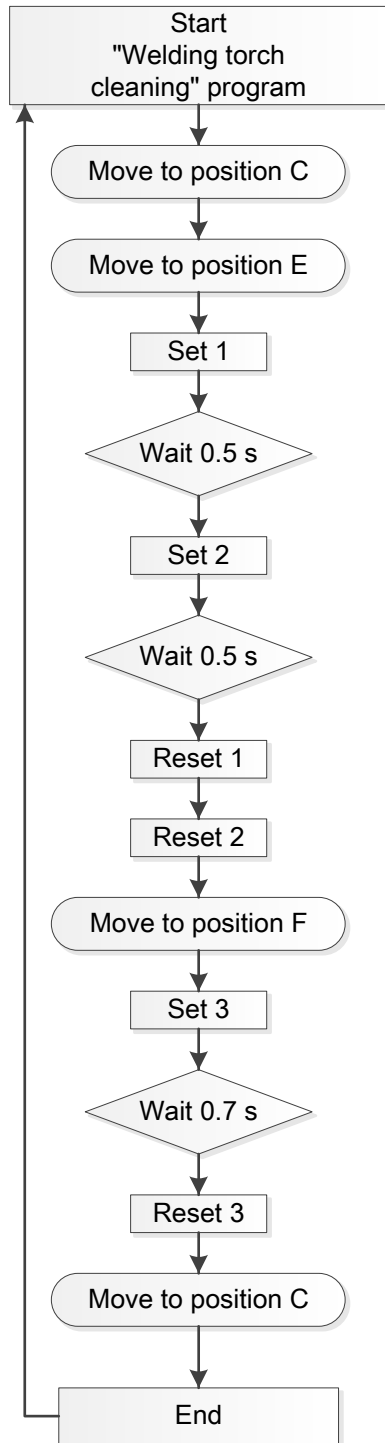 Start
"Welding torch
cleaning" program
Move to position C
Move to position E
Set 1
Wait 0.5 s
Set 2
Wait 0.5 s
Reset 1
Reset 2
Move to position F
Set 3
Wait 0.7 s
Reset 3
Move to position C
End